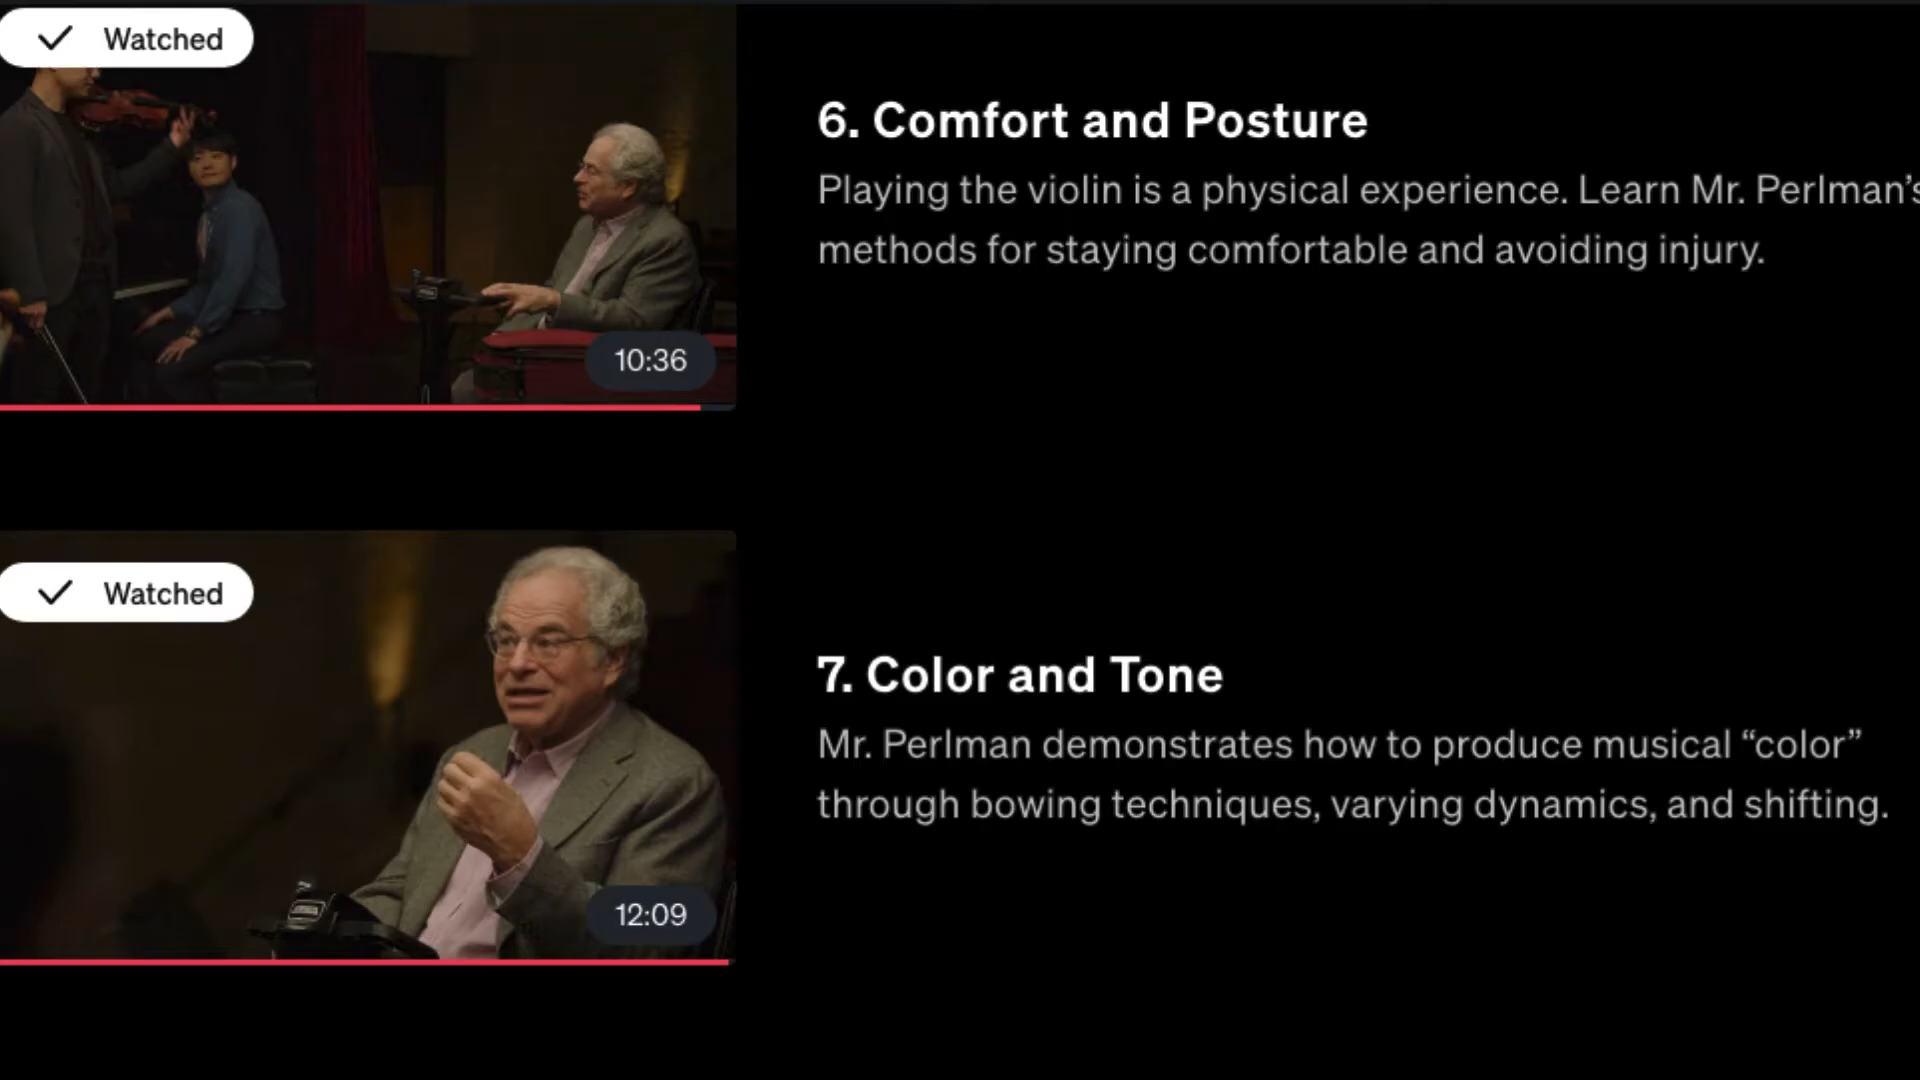 Watched
6. Comfort and Posture
Playing the violin is a physical experience. Learn Mr. Perlman’s
methods for staying comfortable and avoiding injury.
10:36
Watched
7. Color and Tone
Mr. Perlman demonstrates how to produce musical “color”
through bowing techniques, varying dynamics, and shifting.
12:09